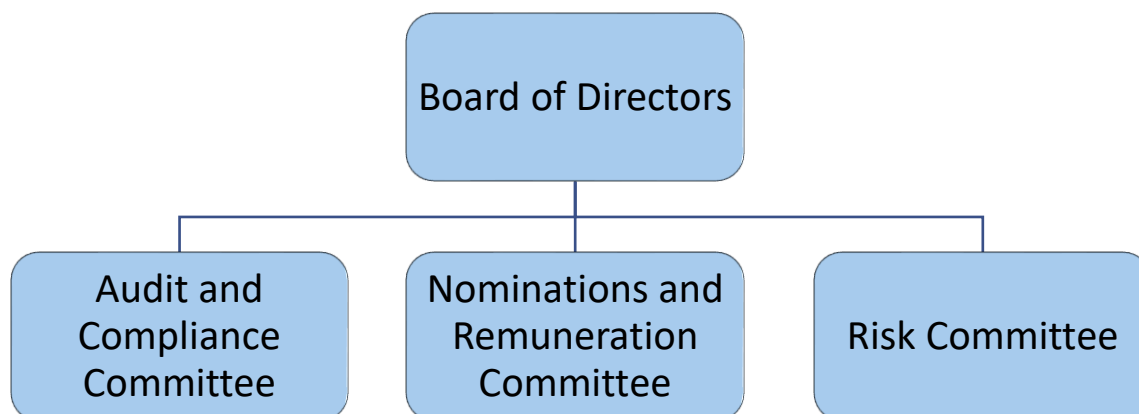 Board of Directors
Audit and
Compliance
Committee
Nominations and
Remuneration
Committee
Risk Committee